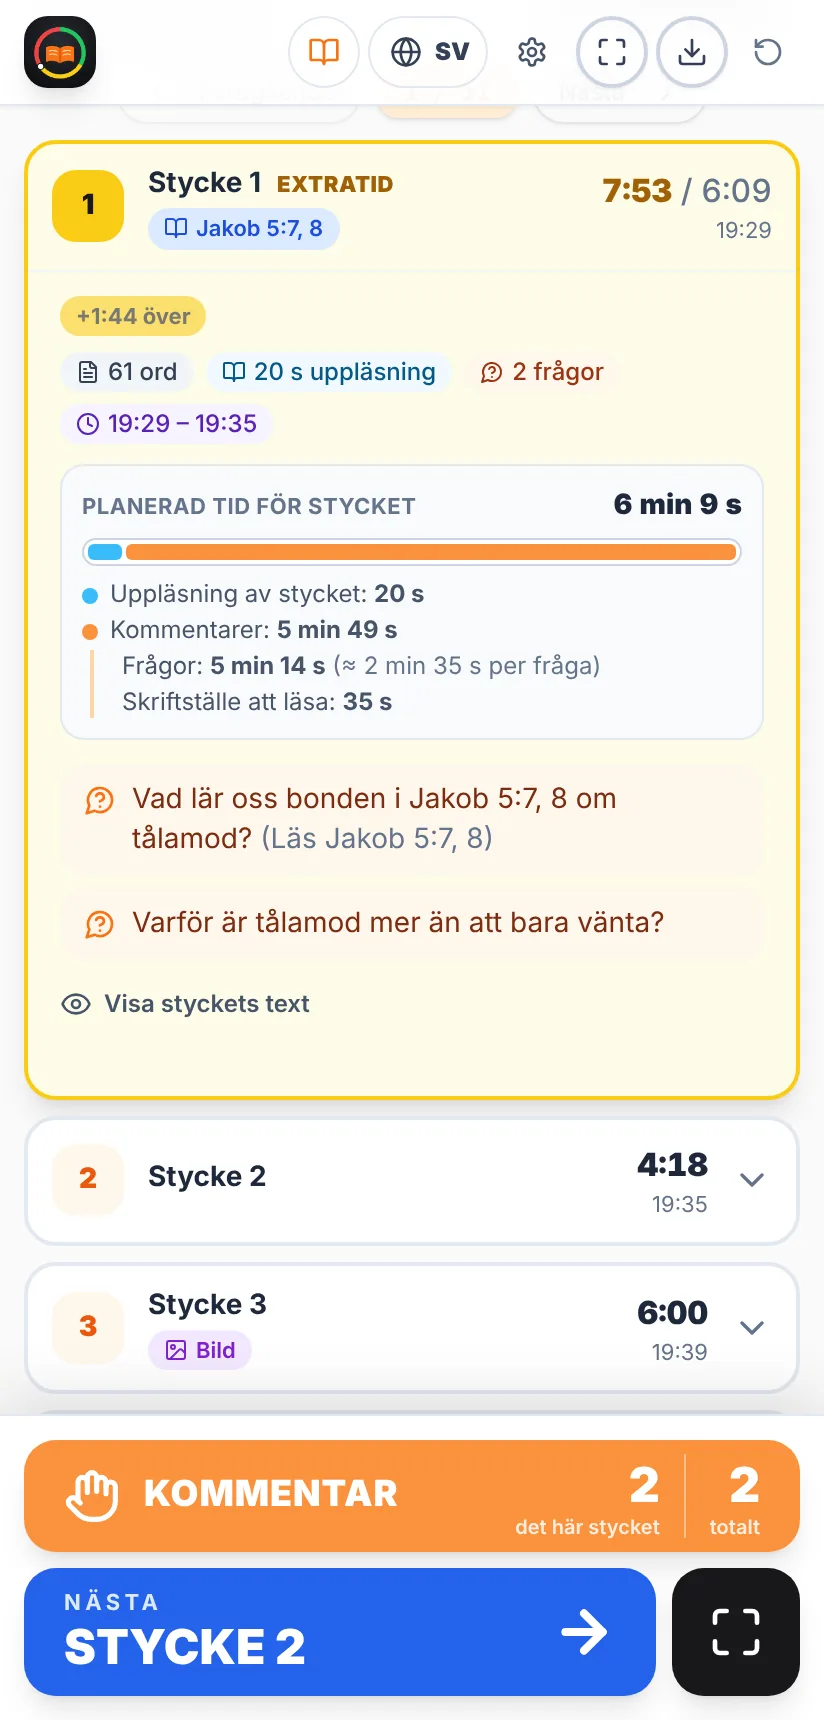 SV
Stycke 1 EXTRATID
7:53 / 6:09
Jakob 5:7, 8
19:29
+1:44 över
61 ord
20 s uppläsning
2 frågor
19:29 – 19:35
PLANERAD TID FÖR STYCKET
6 min 9 s
Uppläsning av stycket: 20 s
Kommentarer: 5 min 49 s
Frågor: 5 min 14 s (≈ 2 min 35 s per fråga)
Skriftställe att läsa: 35 s
Vad lär oss bonden i Jakob 5:7, 8 om
tålamod? (Läs Jakob 5:7, 8)
Varför är tålamod mer än att bara vänta?
Visa styckets text
2
Stycke 2
4:18
19:35
3
Stycke 3
6:00
Bild
19:39
KOMMENTAR
2
det här stycket
2
totalt
NÄSTA
STYCKE 2